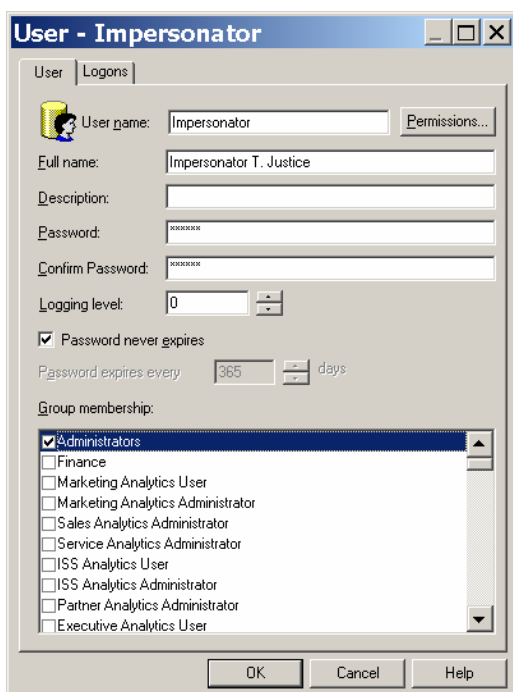 User - Impersonator
User Logons
User name: Impersonator Permissions...
Full name: Impersonator T. Justice
Description:
Password: ******
Confirm Password: ******
Logging level: 0
Password never expires
Password expires every 365 days
Group membership:
Administrators
Finance
Marketing Analytics User
Marketing Analytics Administrator
Sales Analytics Administrator
Service Analytics Administrator
ISS Analytics User
ISS Analytics Administrator
Partner Analytics Administrator
Executive Analytics User
OK Cancel Help